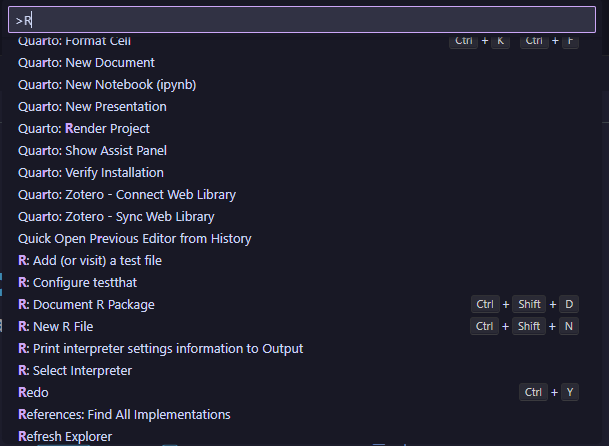 >R
Quarto: Format Cell Ctrl + K Ctrl + F
Quarto: New Document
Quarto: New Notebook (ipynb)
Quarto: New Presentation
Quarto: Render Project
Quarto: Show Assist Panel
Quarto: Verify Installation
Quarto: Zotero - Connect Web Library
Quarto: Zotero - Sync Web Library
Quick Open Previous Editor from History
R: Add (or visit) a test file
R: Configure testthat
R: Document R Package Ctrl + Shift + D
R: New R File Ctrl + Shift + N
R: Print interpreter settings information to Output
R: Select Interpreter
Redo Ctrl + Y
References: Find All Implementations
Refresh Explorer